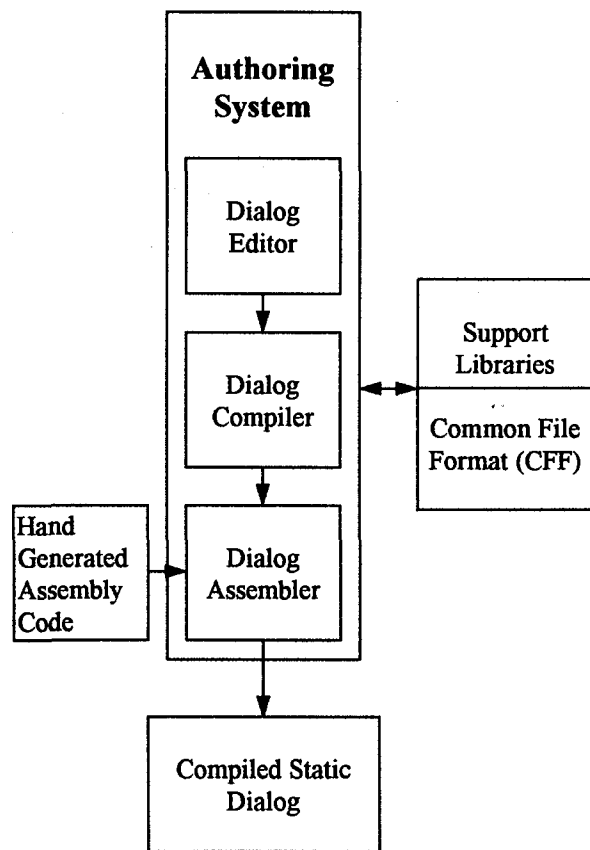 Authoring
System
Dialog
Editor
Dialog
Compiler
Support
Libraries
Common File
Format (CFF)
Hand
Generated
Assembly
Code
Dialog
Assembler
Compiled Static
Dialog